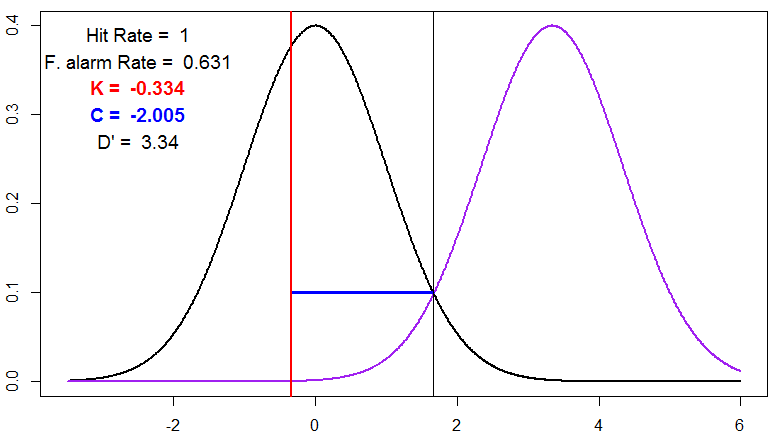 Hit Rate = 1
F. alarm Rate = 0.631
K = -0.334
C = -2.005
D' = 3.34
0.4
0.3
0.2
0.1
0.0
-2 0 2 4 6